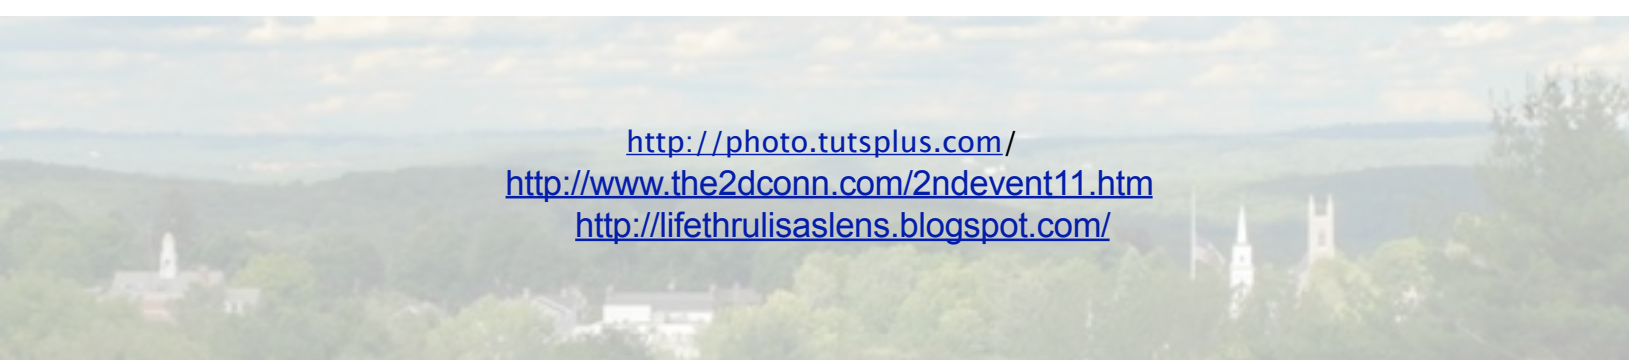 http://photo.tutsplus.com/
http://www.the2dconn.com/2ndevent11.htm
http://lifethrulisaslens.blogspot.com/